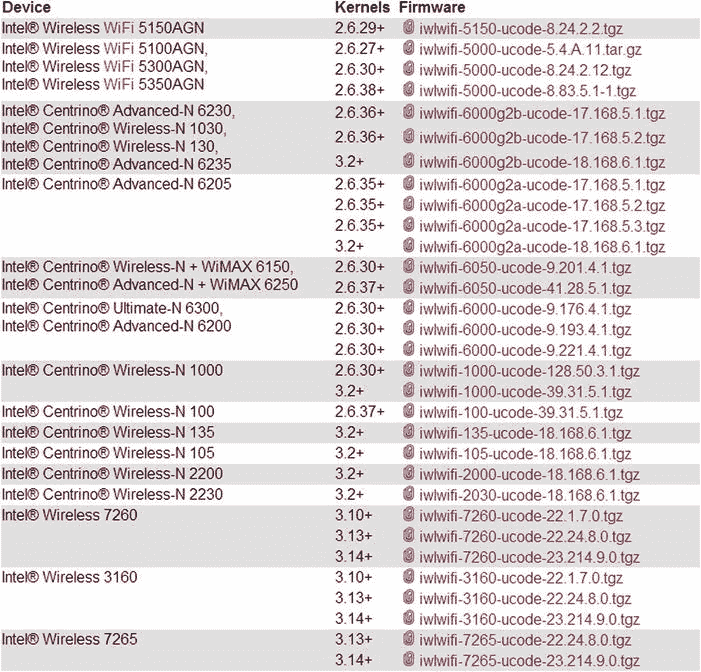 Device Kernels Firmware
Intel® Wireless WiFi 5150AGN 2.6.29+ iwlwifi-5150-ucode-8.24.2.2.tgz
Intel® Wireless WiFi 5100AGN, 2.6.27+ iwlwifi-5000-ucode-5.4.A.11.tar.gz
Intel® Wireless WiFi 5300AGN, 2.6.30+ iwlwifi-5000-ucode-8.24.2.12.tgz
Intel® Wireless WiFi 5350AGN 2.6.38+ iwlwifi-5000-ucode-8.83.5.1-1.tgz
Intel® Centrino® Advanced-N 6230, 2.6.36+ iwlwifi-6000g2b-ucode-17.168.5.1.tgz
Intel® Centrino® Wireless-N 1030,
Intel® Centrino® Wireless-N 130, 2.6.36+ iwlwifi-6000g2b-ucode-17.168.5.2.tgz
Intel® Centrino® Advanced-N 6235 3.2+ iwlwifi-6000g2b-ucode-18.168.6.1.tgz
Intel® Centrino® Advanced-N 6205 2.6.35+ iwlwifi-6000g2a-ucode-17.168.5.1.tgz
2.6.35+ iwlwifi-6000g2a-ucode-17.168.5.2.tgz
2.6.35+ iwlwifi-6000g2a-ucode-17.168.5.3.tgz
3.2+ iwlwifi-6000g2a-ucode-18.168.6.1.tgz
Intel® Centrino® Wireless-N + WiMAX 6150, 2.6.30+ iwlwifi-6050-ucode-9.201.4.1.tgz
Intel® Centrino® Advanced-N + WiMAX 6250 2.6.37+ iwlwifi-6050-ucode-41.28.5.1.tgz
Intel® Centrino® Ultimate-N 6300, 2.6.30+ iwlwifi-6000-ucode-9.176.4.1.tgz
Intel® Centrino® Advanced-N 6200 2.6.30+ iwlwifi-6000-ucode-9.193.4.1.tgz
2.6.30+ iwlwifi-6000-ucode-9.221.4.1.tgz
Intel® Centrino® Wireless-N 1000 2.6.30+ iwlwifi-1000-ucode-128.50.3.1.tgz
3.2+ iwlwifi-1000-ucode-39.31.5.1.tgz
Intel® Centrino® Wireless-N 100 2.6.37+ iwlwifi-100-ucode-39.31.5.1.tgz
Intel® Centrino® Wireless-N 135 3.2+ iwlwifi-135-ucode-18.168.6.1.tgz
Intel® Centrino® Wireless-N 105 3.2+ iwlwifi-105-ucode-18.168.6.1.tgz
Intel® Centrino® Wireless-N 2200 3.2+ iwlwifi-2000-ucode-18.168.6.1.tgz
Intel® Centrino® Wireless-N 2230 3.2+ iwlwifi-2030-ucode-18.168.6.1.tgz
Intel® Wireless 7260 3.10+ iwlwifi-7260-ucode-22.1.7.0.tgz
3.13+ iwlwifi-7260-ucode-22.24.8.0.tgz
3.14+ iwlwifi-7260-ucode-23.214.9.0.tgz
Intel® Wireless 3160 3.10+ iwlwifi-3160-ucode-22.1.7.0.tgz
3.13+ iwlwifi-3160-ucode-22.24.8.0.tgz
3.14+ iwlwifi-3160-ucode-23.214.9.0.tgz
Intel® Wireless 7265 3.13+ iwlwifi-7265-ucode-22.24.8.0.tgz
3.14+ iwlwifi-7265-ucode-23.214.9.0.tgz